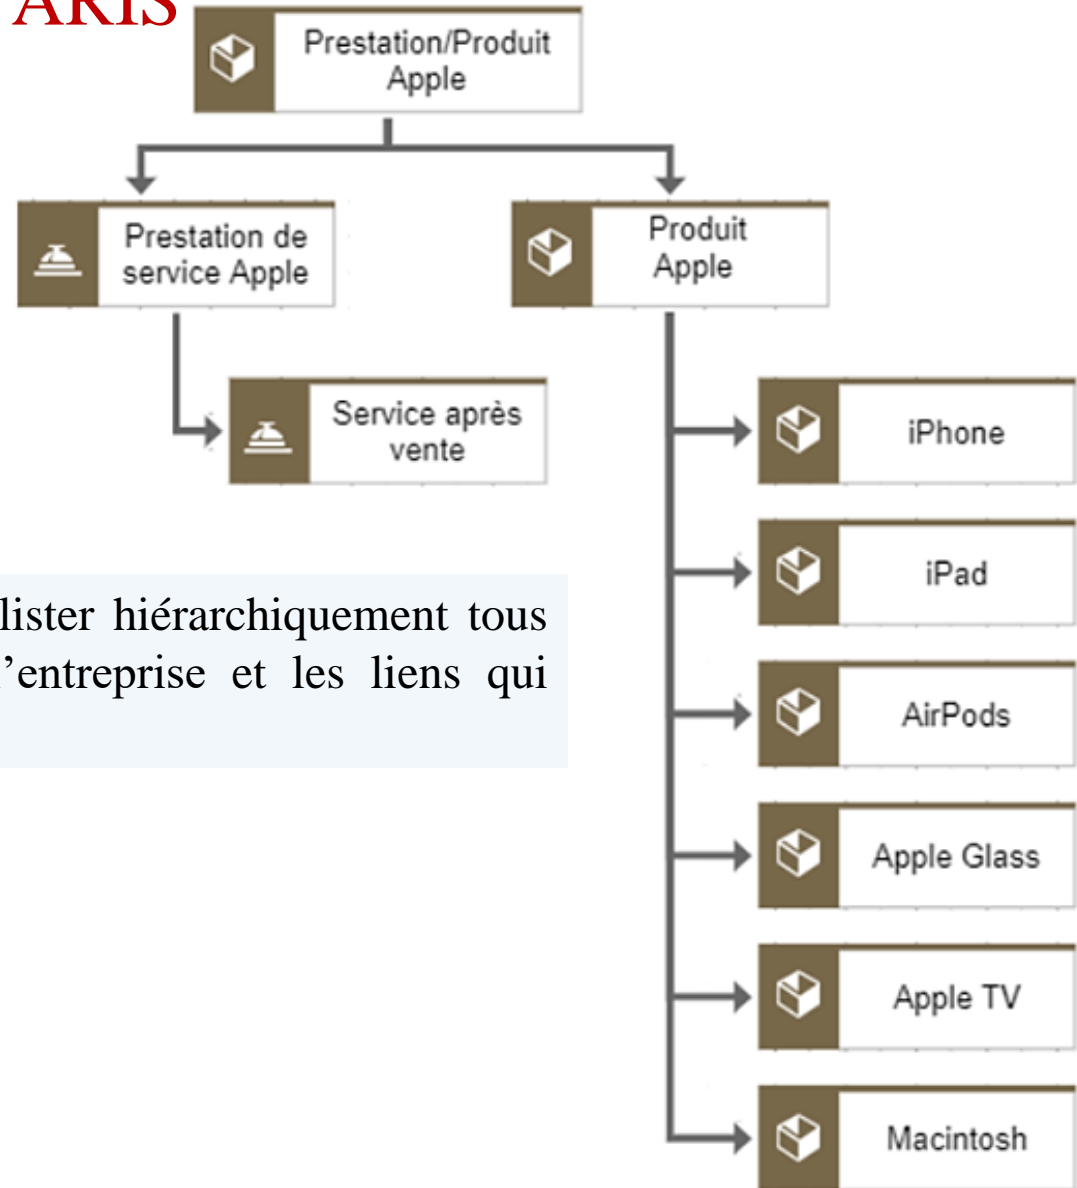 ARIS
Prestation/Produit
Apple
Prestation de
service Apple
Produit
Apple
Service après
vente
iPhone
lister hiérarchiquement tous
l’entreprise et les liens qui
iPad
AirPods
Apple Glass
Apple TV
Macintosh